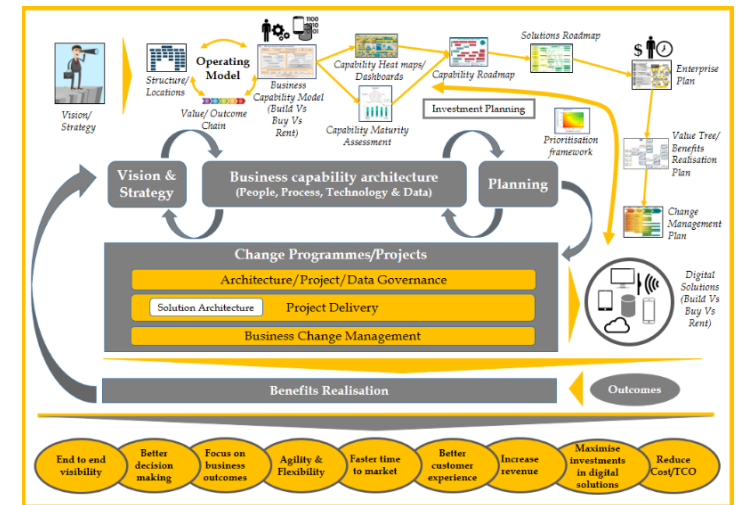 1100
1010
0101
Solutions Roadmap
Operating
Model
Structure/
Locations
Capability Heat maps/
Dashboards
Capability Roadmap
Enterprise
Plan
Business
Capability Model
(Build Vs
Buy Vs
Rent)
Vision/
Strategy
Value/ Outcome
Chain
Investment Planning
Capability Maturity
Assessment
Prioritisation
framework
Value Tree/
Benefits
Realisation
Plan
Vision &
Strategy
Business capability architecture
(People, Process, Technology & Data)
Planning
Change
Management
Plan
Change Programmes/Projects
Architecture/Project/Data Governance
Solution Architecture
Project Delivery
Business Change Management
Digital
Solutions
(Build Vs
Buy Vs
Rent)
Benefits Realisation
Outcomes
End to end
visibility
Better
decision
making
Focus on
business
outcomes
Agility &
Flexibility
Faster time
to market
Better
customer
experience
Increase
revenue
Maximise
investments
in digital
solutions
Reduce
Cost/TCO